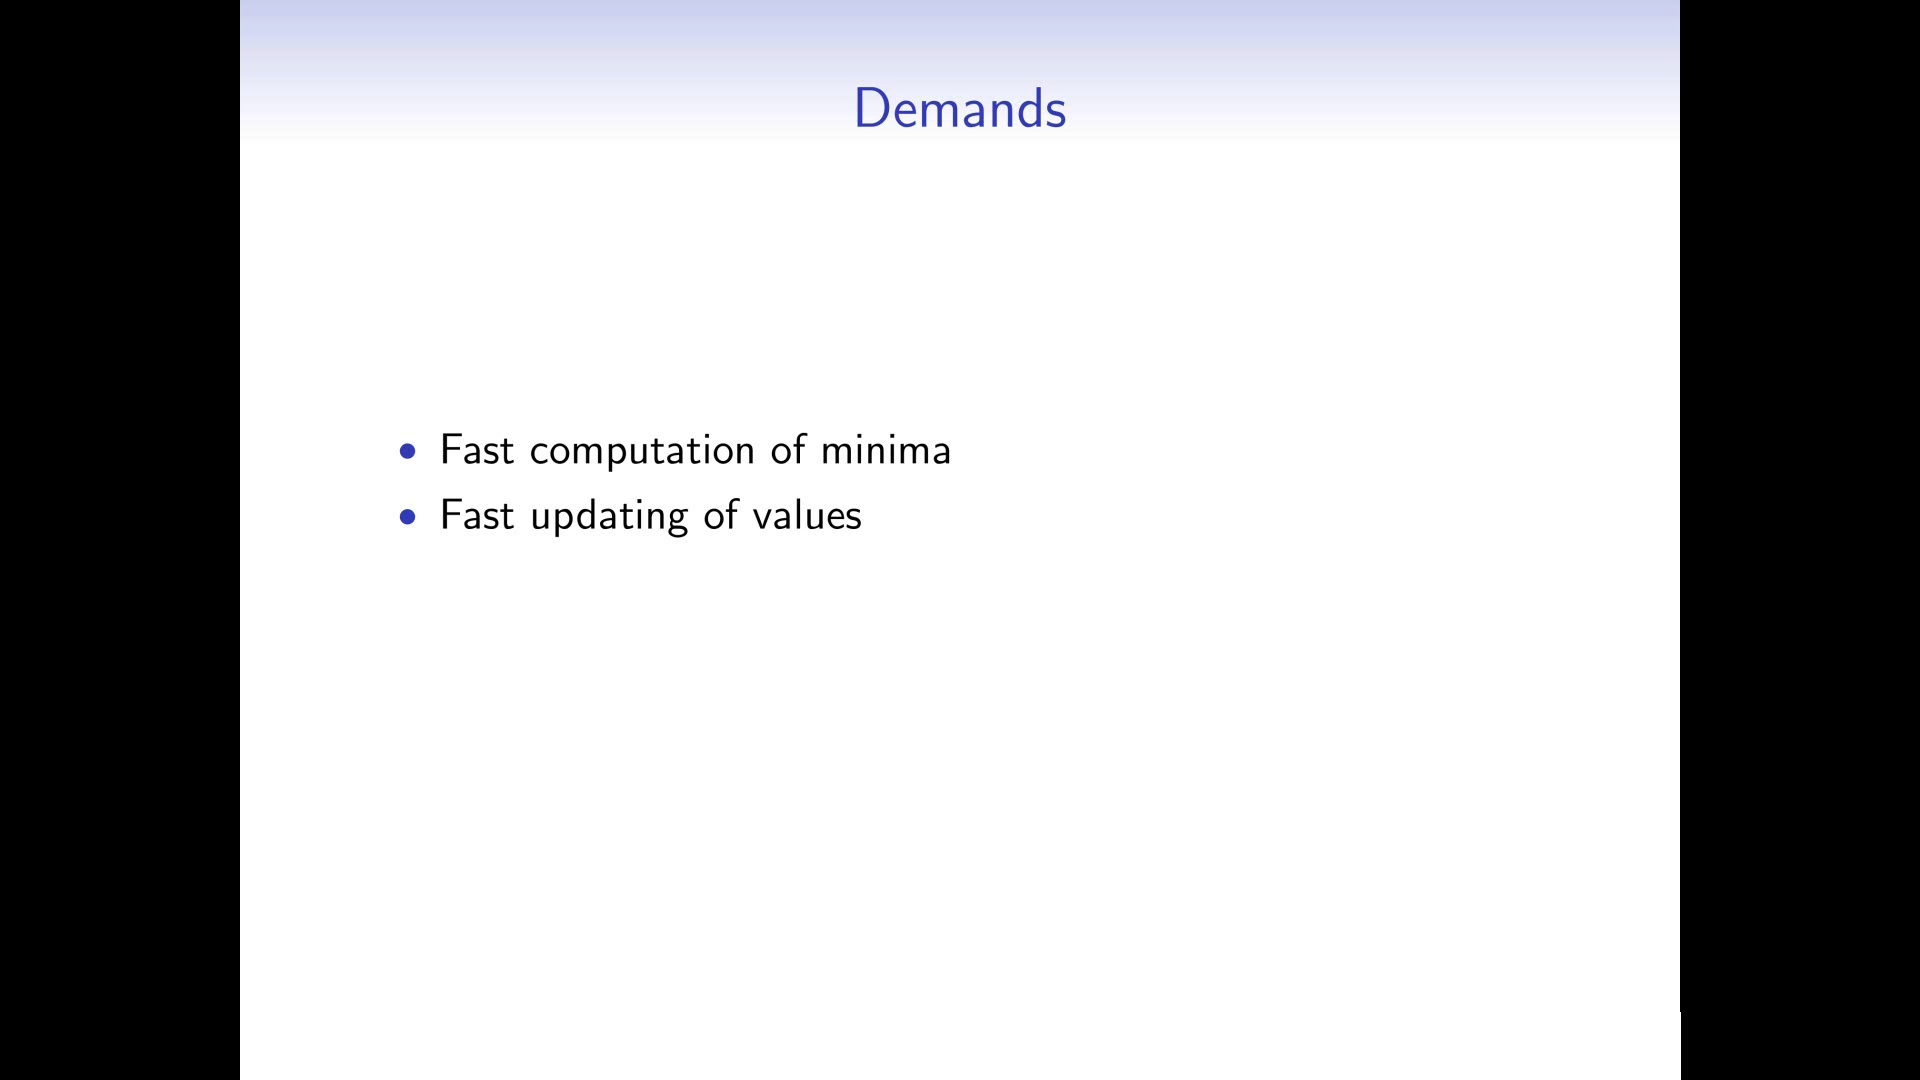 Demands
• Fast computation of minima
• Fast updating of values